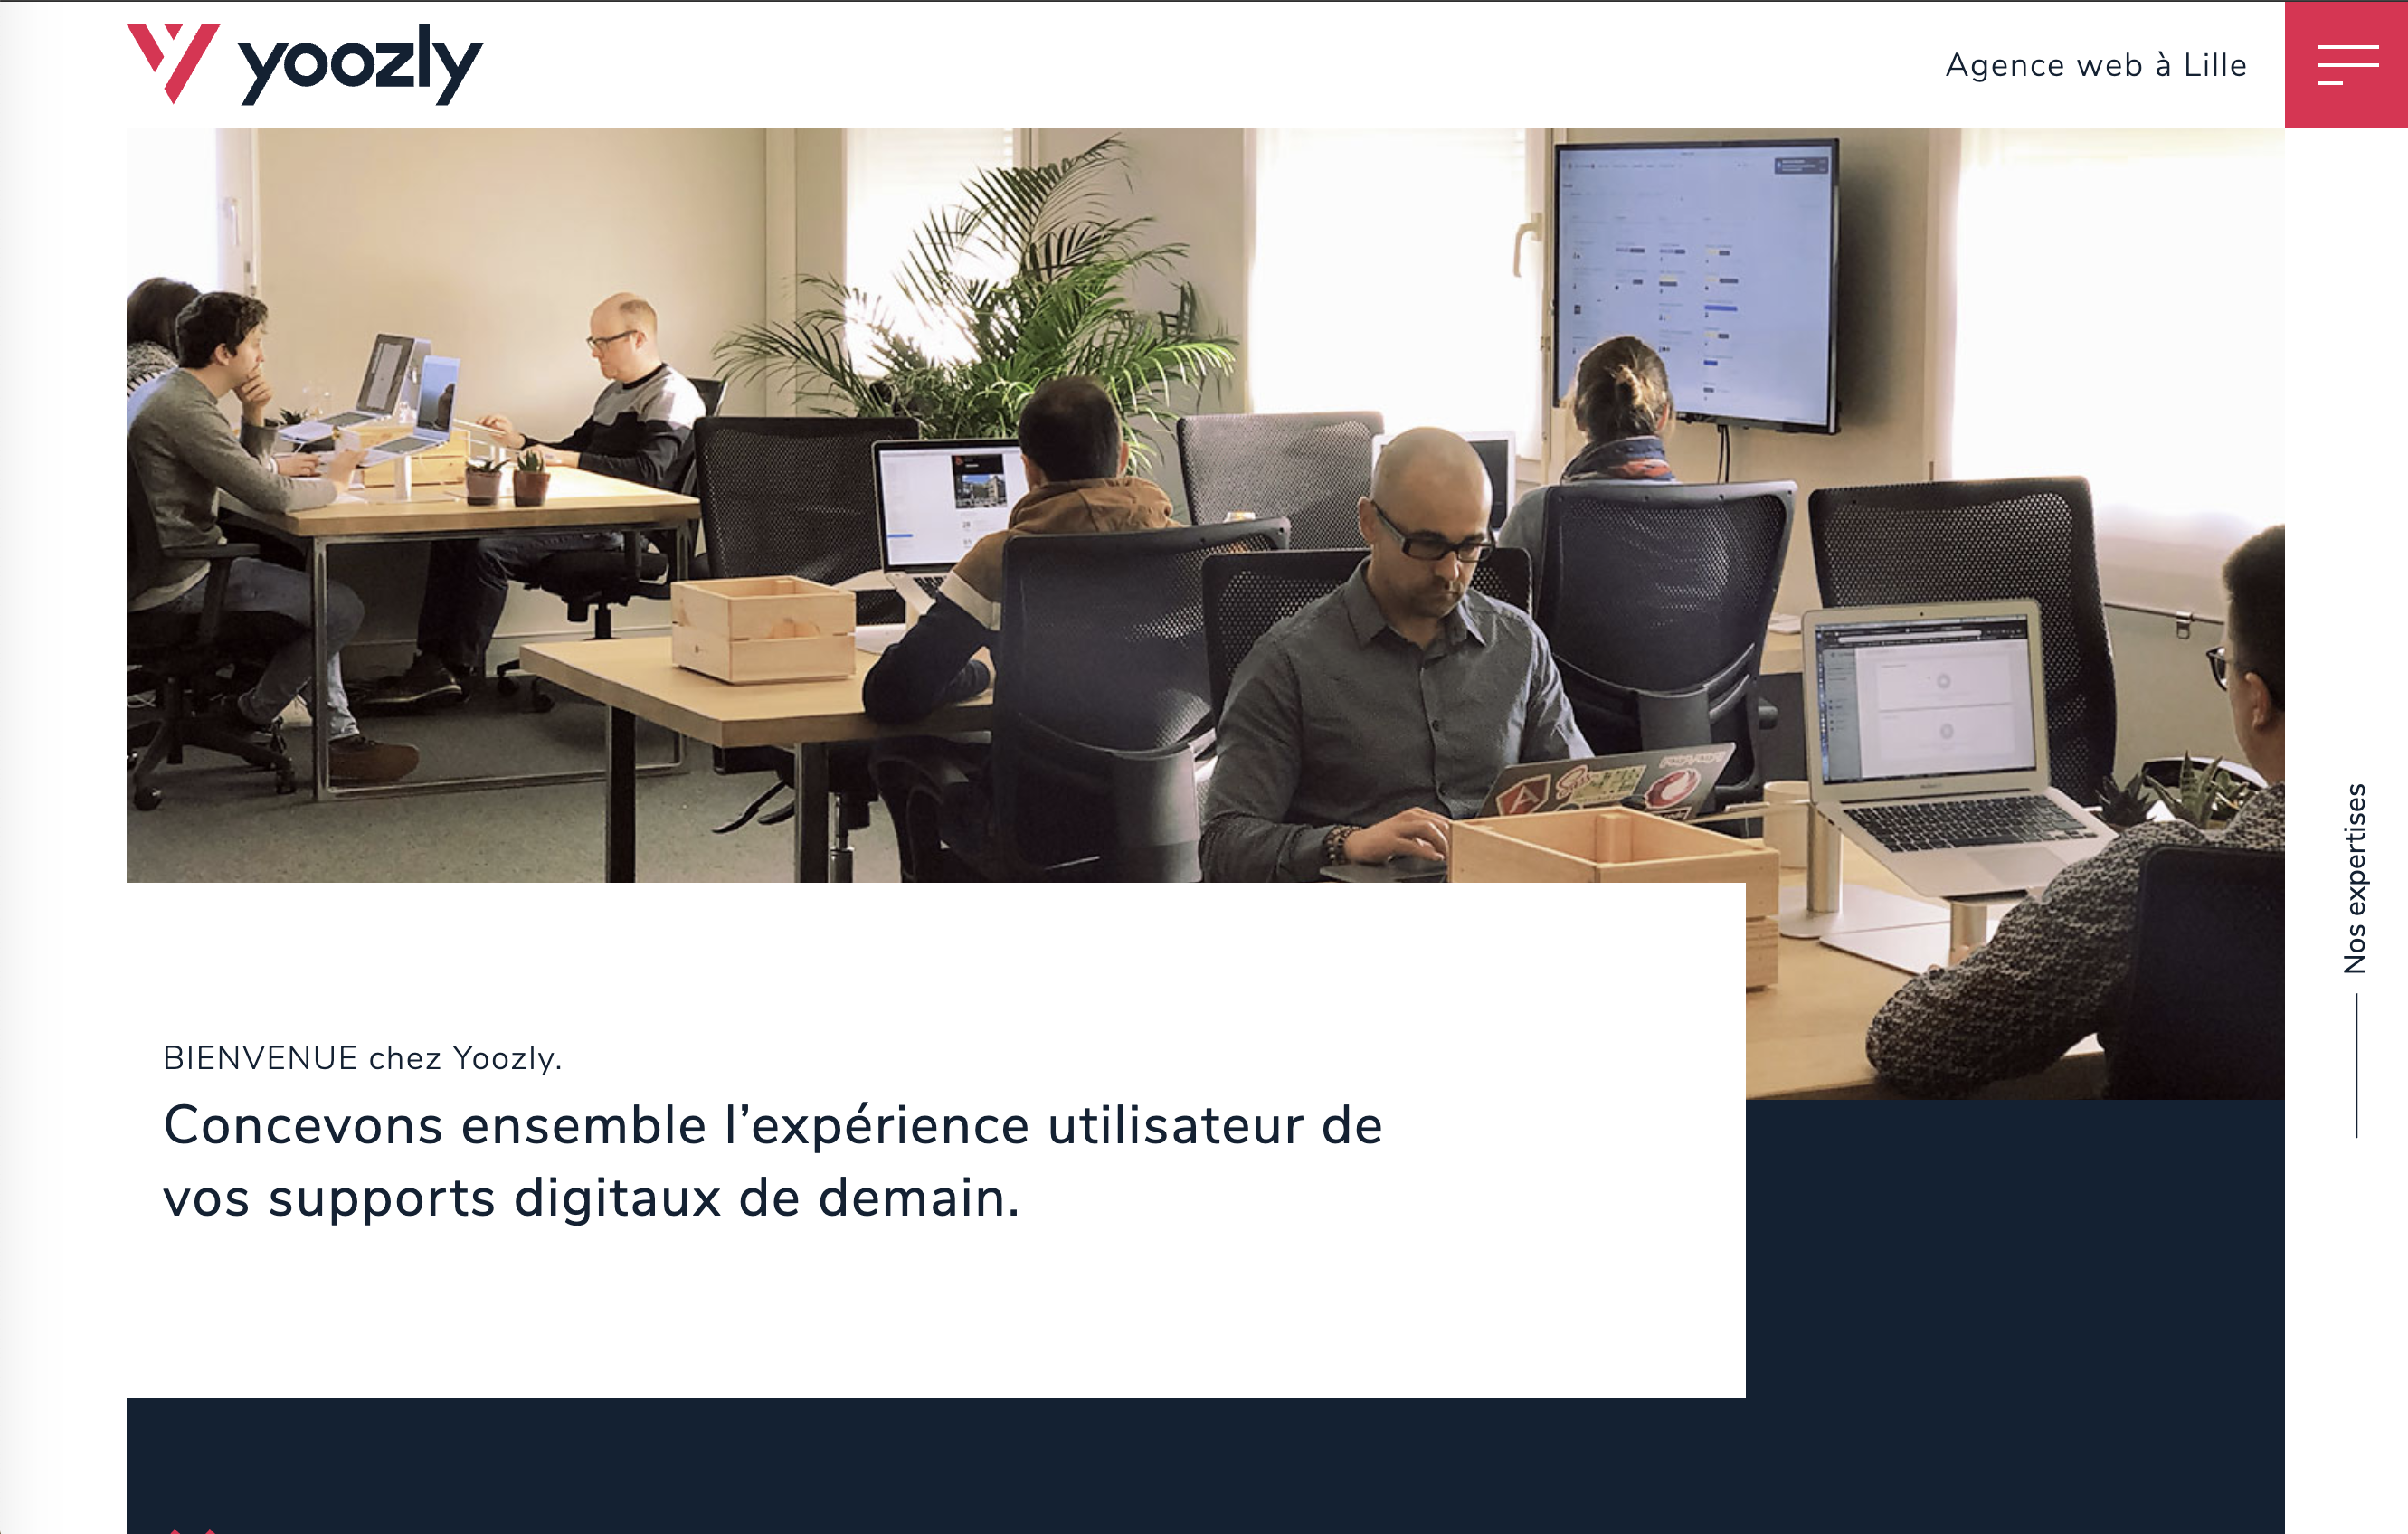 yoozly
Agence web à Lille
Nos expertises
BIENVENUE chez Yoozly.
Concevons ensemble l’expérience utilisateur de
vos supports digitaux de demain.